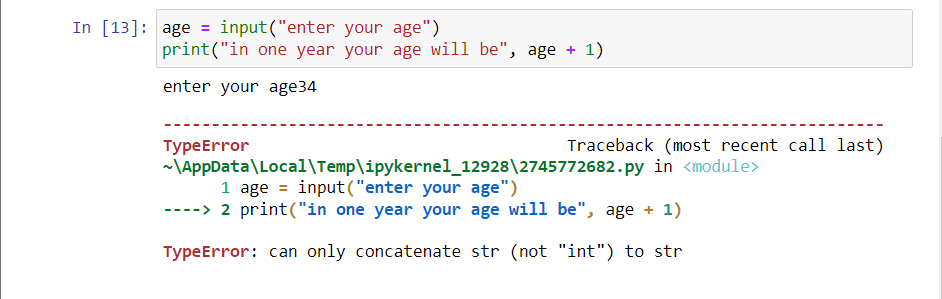 In [13]: age = input("enter your age")
print("in one year your age will be", age + 1)
enter your age34
---------------------------------------------------------------------------
TypeError                                 Traceback (most recent call last)
~\AppData\Local\Temp\ipykernel_12928\2745772682.py in <module>
      1 age = input("enter your age")
----> 2 print("in one year your age will be", age + 1)
TypeError: can only concatenate str (not "int") to str